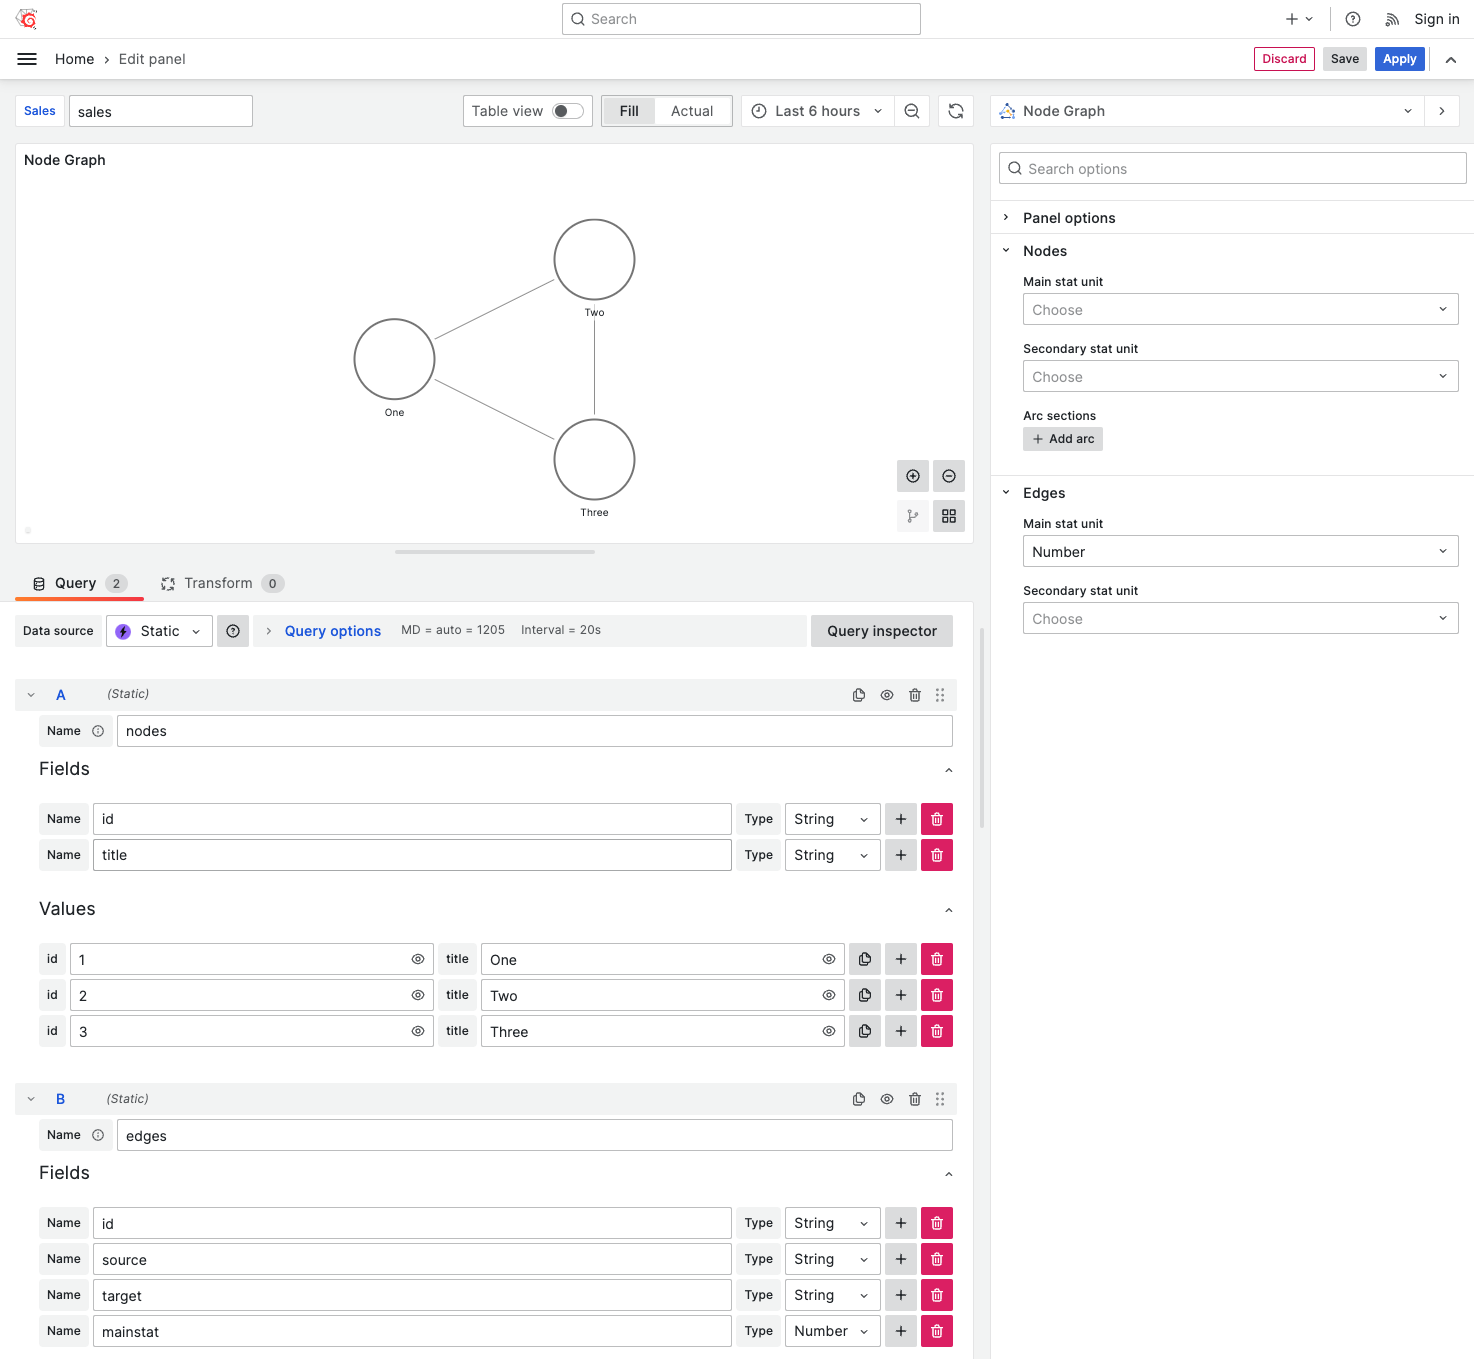 Search
Sign in
Home › Edit panel
Discard
Save
Apply
Sales
sales
Table view
Fill
Actual
Last 6 hours
Node Graph
Node Graph
Two
One
Three
Search options
Panel options
Nodes
Main stat unit
Choose
Secondary stat unit
Choose
Arc sections
+ Add arc
Edges
Main stat unit
Number
Secondary stat unit
Choose
Query 2
Transform 0
Data source
Static
Query options
MD = auto = 1205
Interval = 20s
Query inspector
A
(Static)
Name
nodes
Fields
Name id Type String
Name title Type String
Values
id 1 title One
id 2 title Two
id 3 title Three
B
(Static)
Name
edges
Fields
Name id Type String
Name source Type String
Name target Type String
Name mainstat Type Number